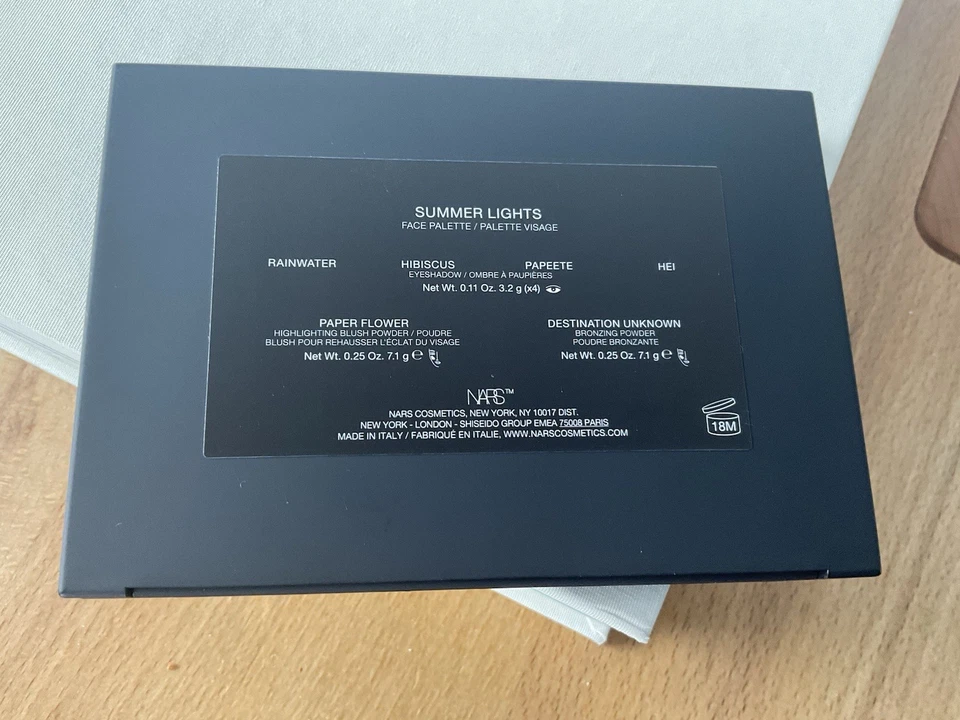 SUMMER LIGHTS
FACE PALETTE / PALETTE VISAGE
RAINWATER HIBISCUS PAPEETE HEI
EYESHADOW / OMBRE À PAUPIÈRES
Net Wt. 0.11 Oz. 3.2 g (x4)
PAPER FLOWER
HIGHLIGHTING BLUSH POWDER / POUDRE
BLUSH POUR REHAUSSER L'ÉCLAT DU VISAGE
Net Wt. 0.25 Oz. 7.1 g ℮
DESTINATION UNKNOWN
BRONZING POWDER
POUDRE BRONZANTE
Net Wt. 0.25 Oz. 7.1 g ℮
NARS™
NARS COSMETICS, NEW YORK, NY 10017 DIST.
NEW YORK - LONDON - SHISEIDO GROUP EMEA 75008 PARIS
MADE IN ITALY / FABRIQUÉ EN ITALIE, WWW.NARSCOSMETICS.COM
18M